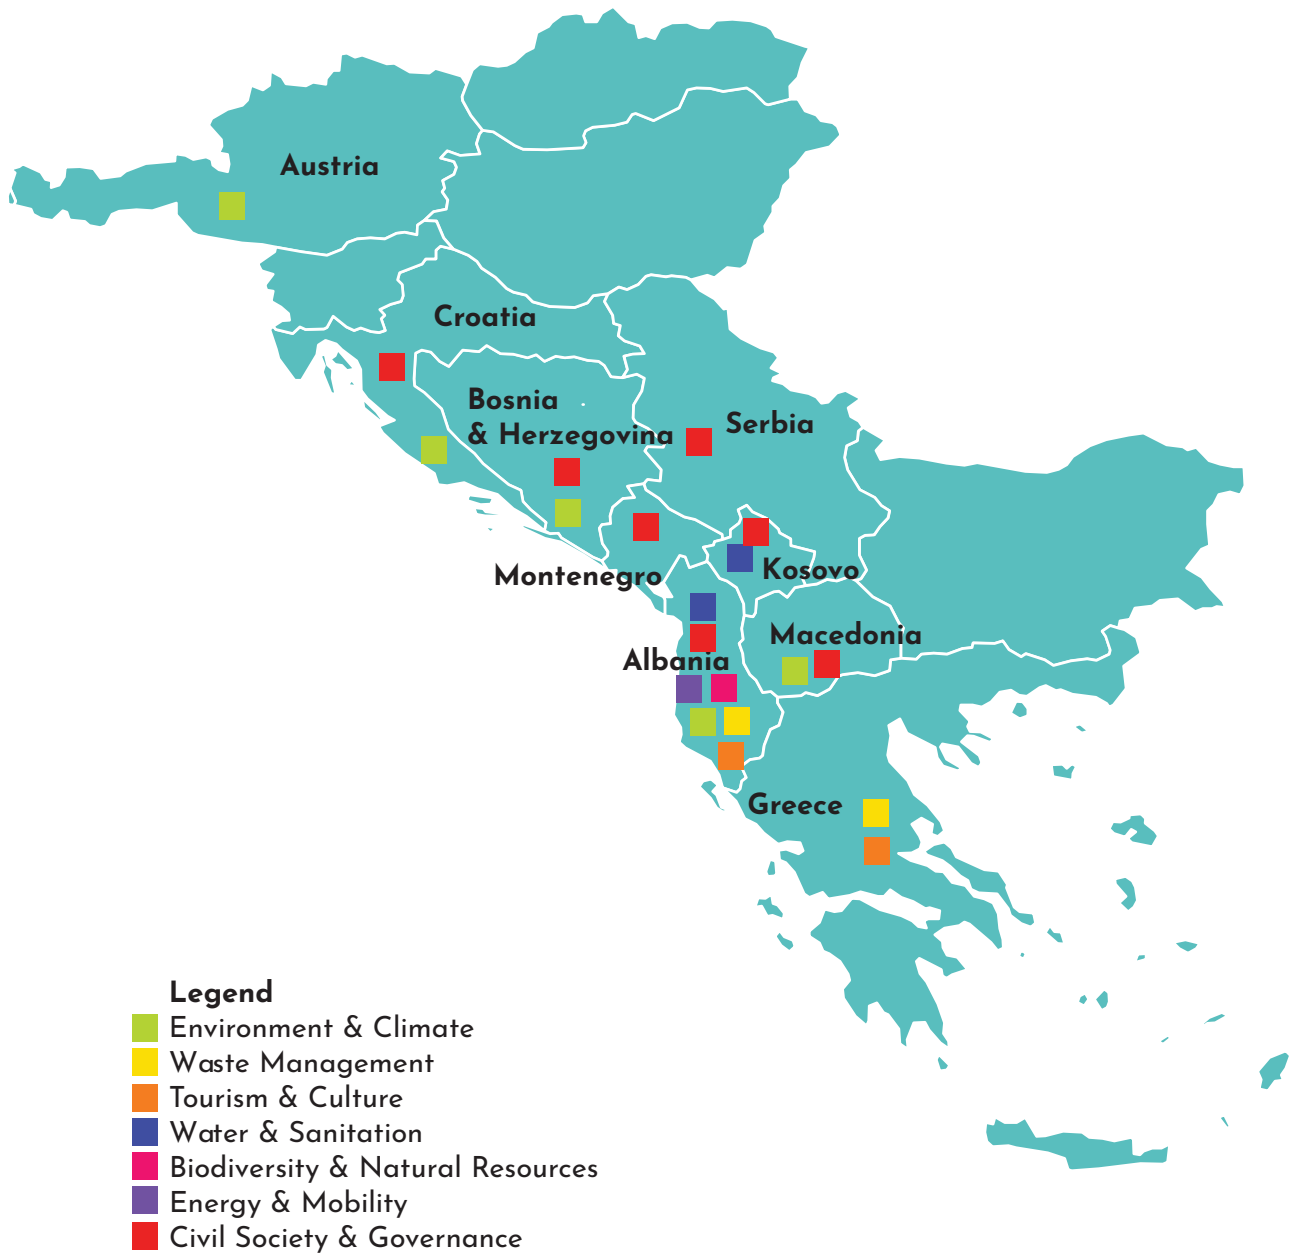 Austria
Croatia
Bosnia
& Herzegovina
Serbia
Montenegro
Kosovo
Macedonia
Albania
Greece
Legend
Environment & Climate
Waste Management
Tourism & Culture
Water & Sanitation
Biodiversity & Natural Resources
Energy & Mobility
Civil Society & Governance